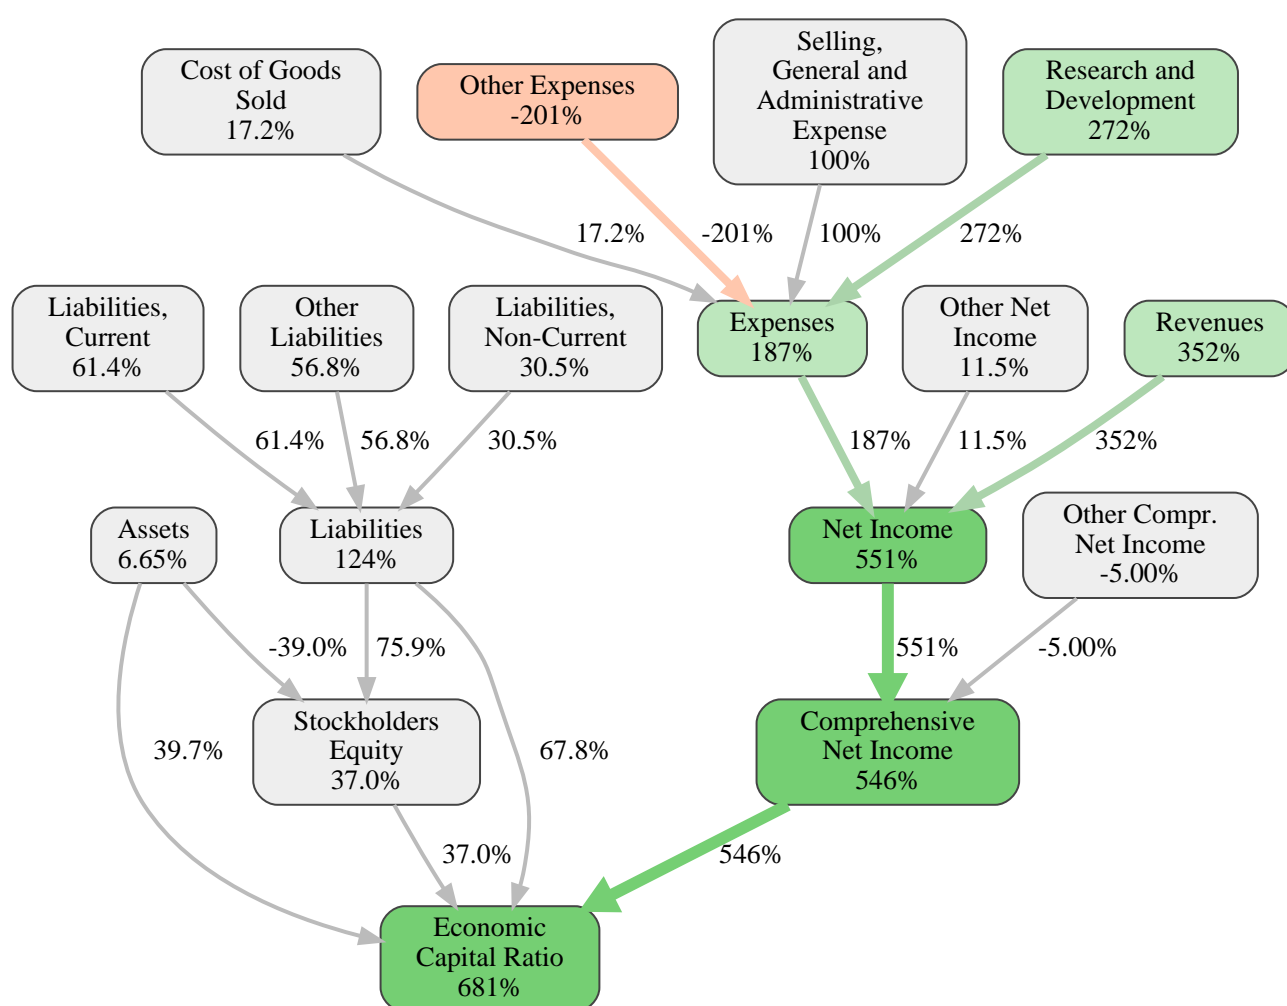 Cost of Goods
Sold
17.2%
Other Expenses
-201%
Selling,
General and
Administrative
Expense
100%
Research and
Development
272%
17.2%
-201%
100%
272%
Liabilities,
Current
61.4%
Other
Liabilities
56.8%
Liabilities,
Non-Current
30.5%
Expenses
187%
Other Net
Income
11.5%
Revenues
352%
61.4%
56.8%
30.5%
187%
11.5%
352%
Assets
6.65%
Liabilities
124%
Net Income
551%
Other Compr.
Net Income
-5.00%
-39.0%
75.9%
551%
-5.00%
Stockholders
Equity
37.0%
Comprehensive
Net Income
546%
39.7%
67.8%
37.0%
546%
Economic
Capital Ratio
681%